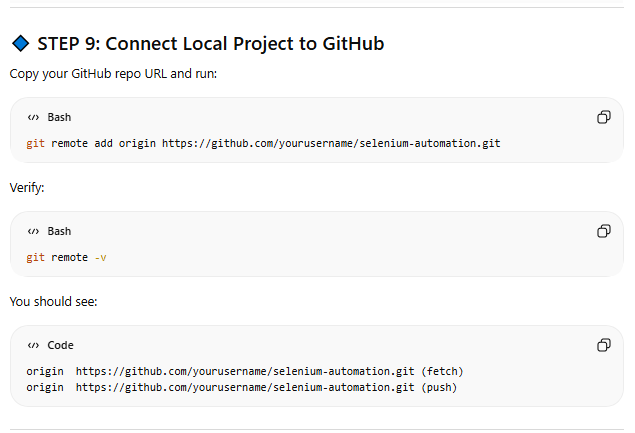 STEP 9: Connect Local Project to GitHub
Copy your GitHub repo URL and run:
Bash
git remote add origin https://github.com/yourusername/selenium-automation.git
Verify:
Bash
git remote -v
You should see:
Code
origin  https://github.com/yourusername/selenium-automation.git (fetch)
origin  https://github.com/yourusername/selenium-automation.git (push)